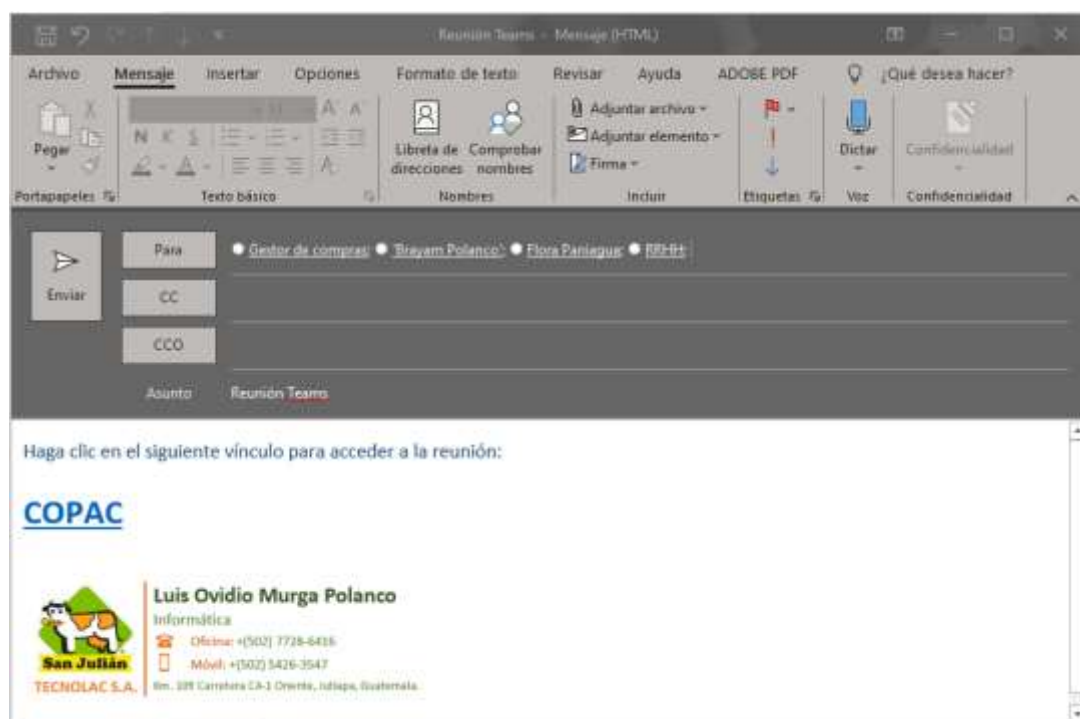 Reunión Teams - Mensaje (HTML)
Archivo Mensaje Insertar Opciones Formato de texto Revisar Ayuda ADOBE PDF ¿Qué desea hacer?
Pegar
N K S
Libreta de direcciones
Comprobar nombres
Adjuntar archivo
Adjuntar elemento
Firma
Dictar
Confidencialidad
Portapapeles Texto básico Nombres Incluir Etiquetas Voz Confidencialidad
Enviar
Para Gestor de compras; 'Brayam Polanco'; Flora Paniagua; RRHH;
CC
CCO
Asunto Reunión Teams
Haga clic en el siguiente vínculo para acceder a la reunión:
COPAC
San Julián
TECNOLAC S.A.
Luis Ovidio Murga Polanco
Informática
Oficina: +(502) 7728-6416
Móvil: +(502) 5426-3547
Km. 109 Carretera CA-1 Oriente, Jutiapa, Guatemala.